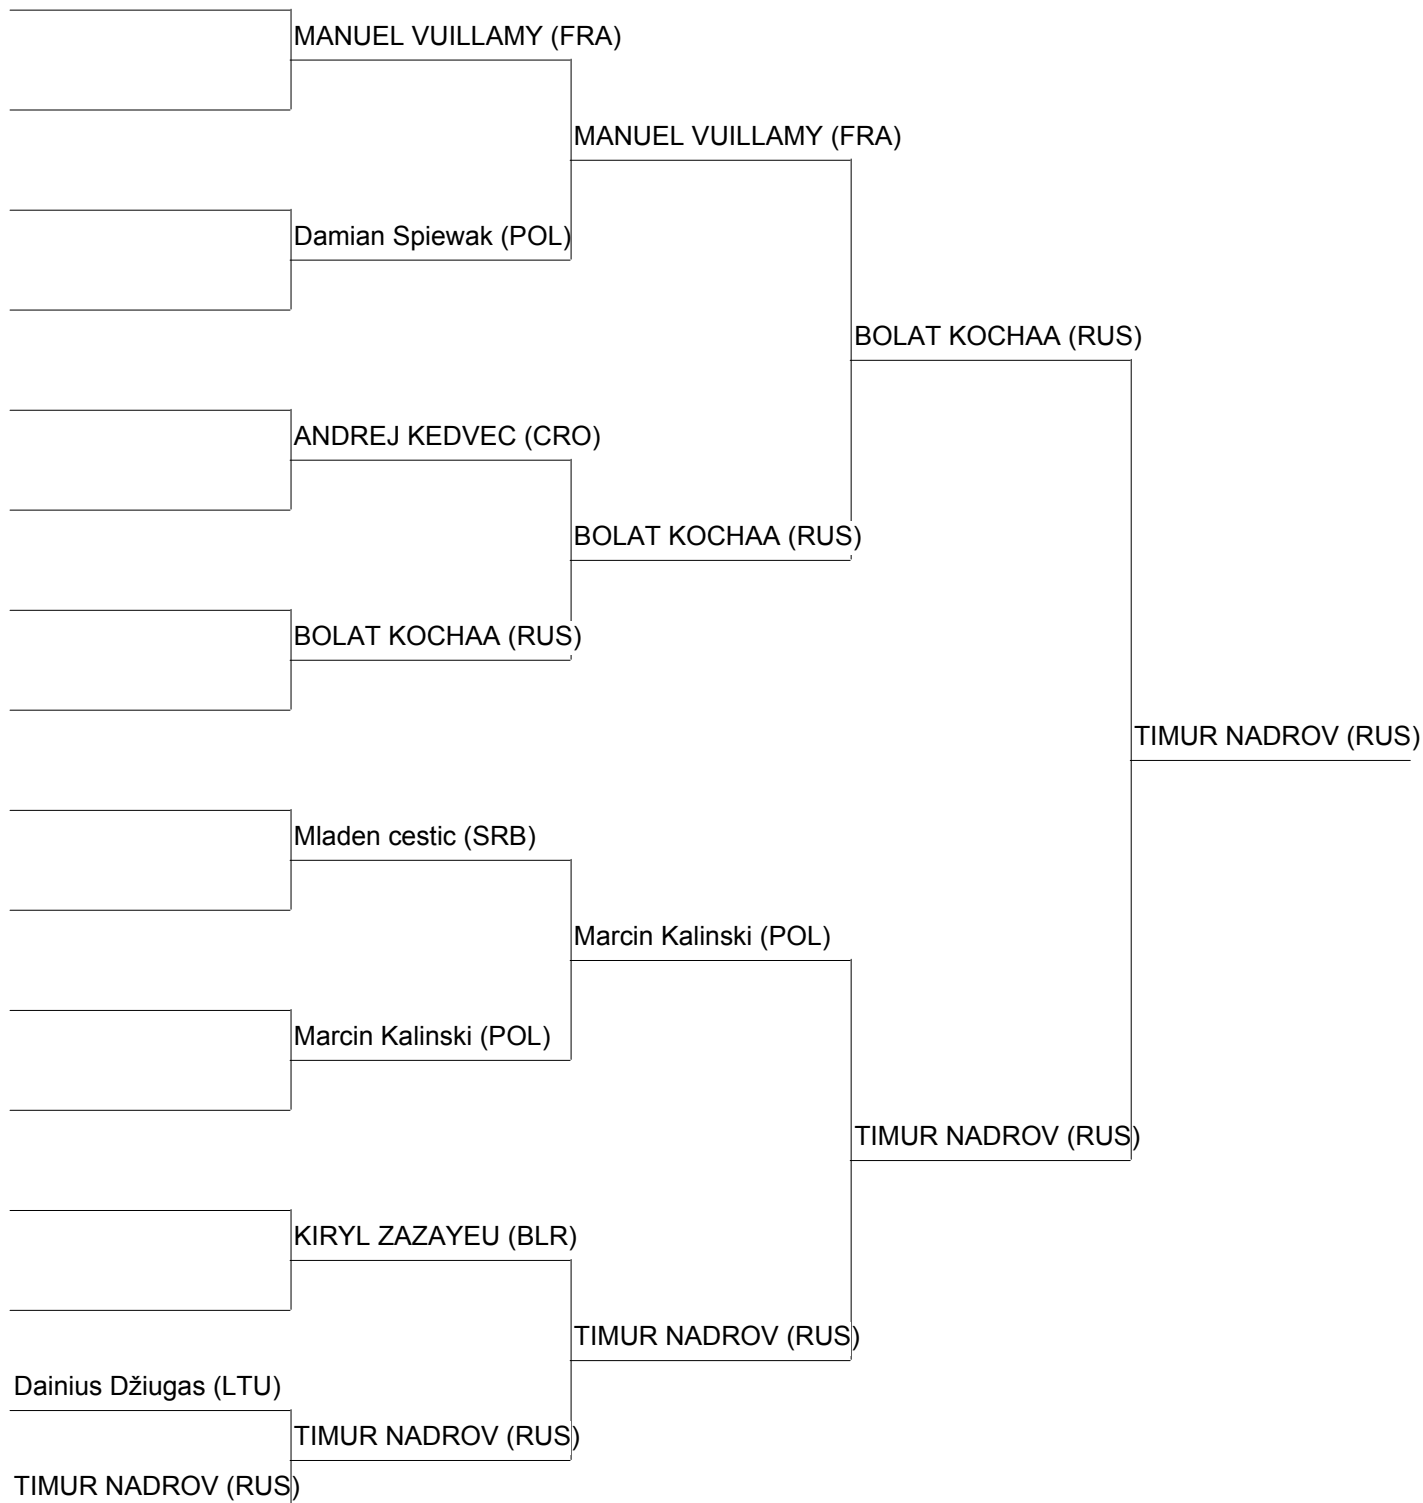 MANUEL VUILLAMY (FRA)
MANUEL VUILLAMY (FRA)
Damian Spiewak (POL)
BOLAT KOCHAA (RUS)
ANDREJ KEDVEC (CRO)
BOLAT KOCHAA (RUS)
BOLAT KOCHAA (RUS)
TIMUR NADROV (RUS)
Mladen cestic (SRB)
Marcin Kalinski (POL)
Marcin Kalinski (POL)
TIMUR NADROV (RUS)
KIRYL ZAZAYEU (BLR)
TIMUR NADROV (RUS)
Dainius Džiugas (LTU)
TIMUR NADROV (RUS)
TIMUR NADROV (RUS)